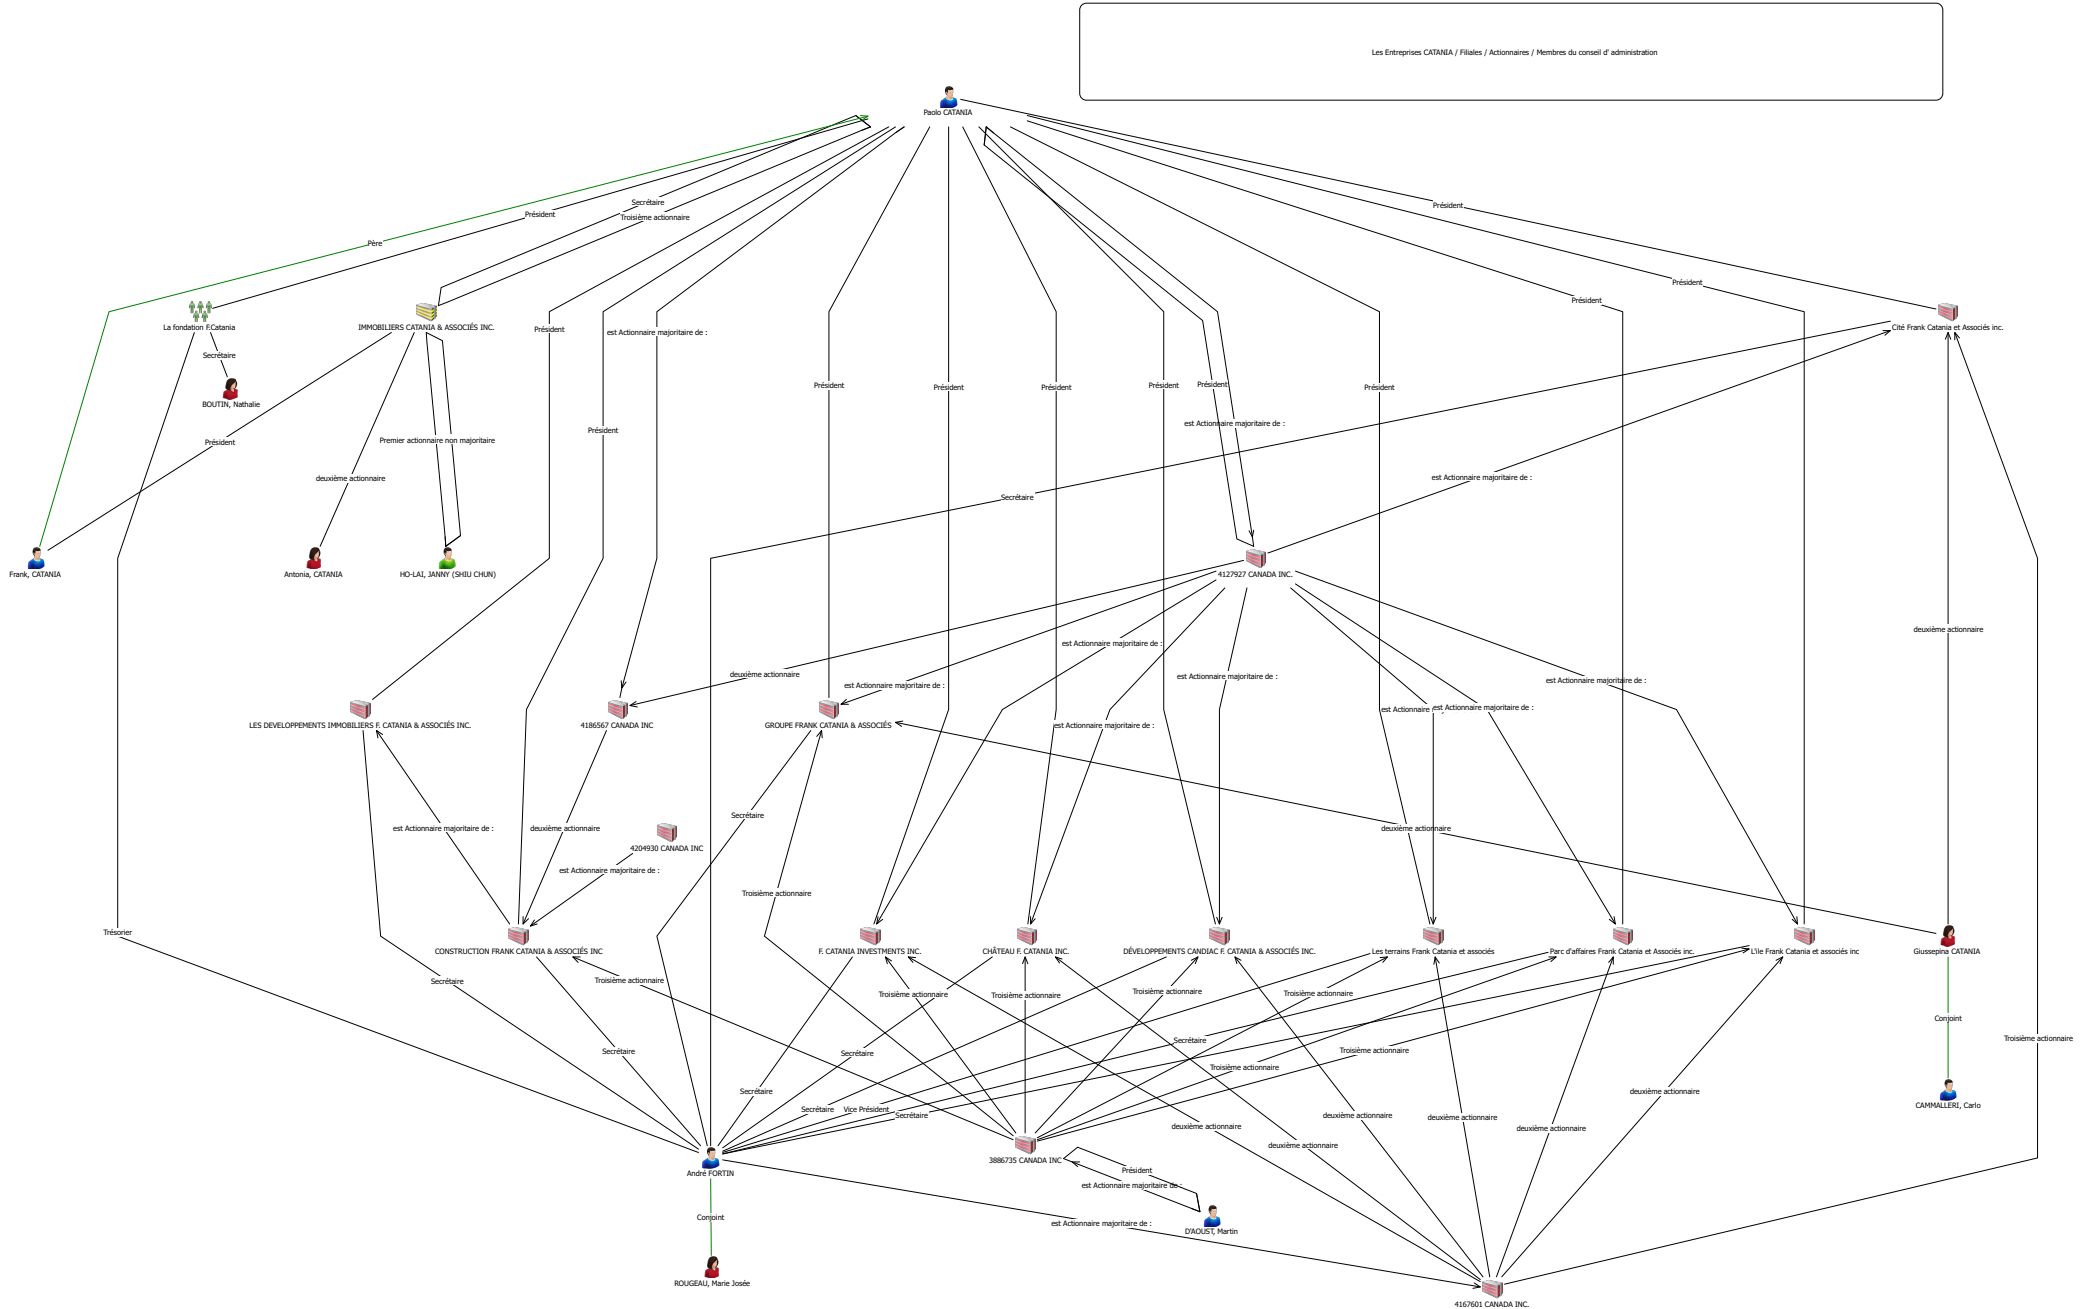 Les Entreprises CATANIA / Filiales / Actionnaires / Membres du conseil d' administration
Paolo CATANIA
Secrétaire
Président
Président
Troisième actionnaire
Père
Président
Président
La fondation F.Catania
IMMOBILIERS CATANIA & ASSOCIÉS INC.
Président
est Actionnaire majoritaire de :
Cité Frank Catania et Associés inc.
Secrétaire
BOUTIN, Nathalie
Président
Président
Président
Président
Président
Président
est Actionnaire majoritaire de :
Président
Président
Premier actionnaire non majoritaire
deuxième actionnaire
est Actionnaire majoritaire de :
Secrétaire
Frank, CATANIA
Antonia, CATANIA
HO-LAI, JANNY (SHIU CHUN)
4127927 CANADA INC.
deuxième actionnaire
est Actionnaire majoritaire de :
deuxième actionnaire
est Actionnaire majoritaire de :
est Actionnaire majoritaire de :
est Actionnaire majoritaire de :
est Actionnaire
est Actionnaire majoritaire de :
LES DEVELOPPEMENTS IMMOBILIERS F. CATANIA & ASSOCIÉS INC.
4186567 CANADA INC
GROUPE FRANK CATANIA & ASSOCIÉS
est Actionnaire majoritaire de :
Secrétaire
est Actionnaire majoritaire de :
deuxième actionnaire
deuxième actionnaire
4204930 CANADA INC
est Actionnaire majoritaire de :
Troisième actionnaire
Trésorier
CONSTRUCTION FRANK CATANIA & ASSOCIÉS INC
F. CATANIA INVESTMENTS INC.
CHÂTEAU F. CATANIA INC.
DÉVELOPPEMENTS CANDIAC F. CATANIA & ASSOCIÉS INC.
Les terrains Frank Catania et associés
Parc d'affaires Frank Catania et Associés inc.
L'ile Frank Catania et associés inc
Giussepina CATANIA
Secrétaire
Troisième actionnaire
Troisième actionnaire
Troisième actionnaire
Troisième actionnaire
Troisième actionnaire
Conjoint
Secrétaire
Secrétaire
Secrétaire
Troisième actionnaire
Troisième actionnaire
Troisième actionnaire
Secrétaire
deuxième actionnaire
Secrétaire
Vice Président
Secrétaire
CAMMALLERI, Carlo
deuxième actionnaire
deuxième actionnaire
deuxième actionnaire
deuxième actionnaire
deuxième actionnaire
3886735 CANADA INC
André FORTIN
Président
est Actionnaire majoritaire de :
Conjoint
est Actionnaire majoritaire de :
D'AOUST, Martin
ROUGEAU, Marie Josée
4167601 CANADA INC.